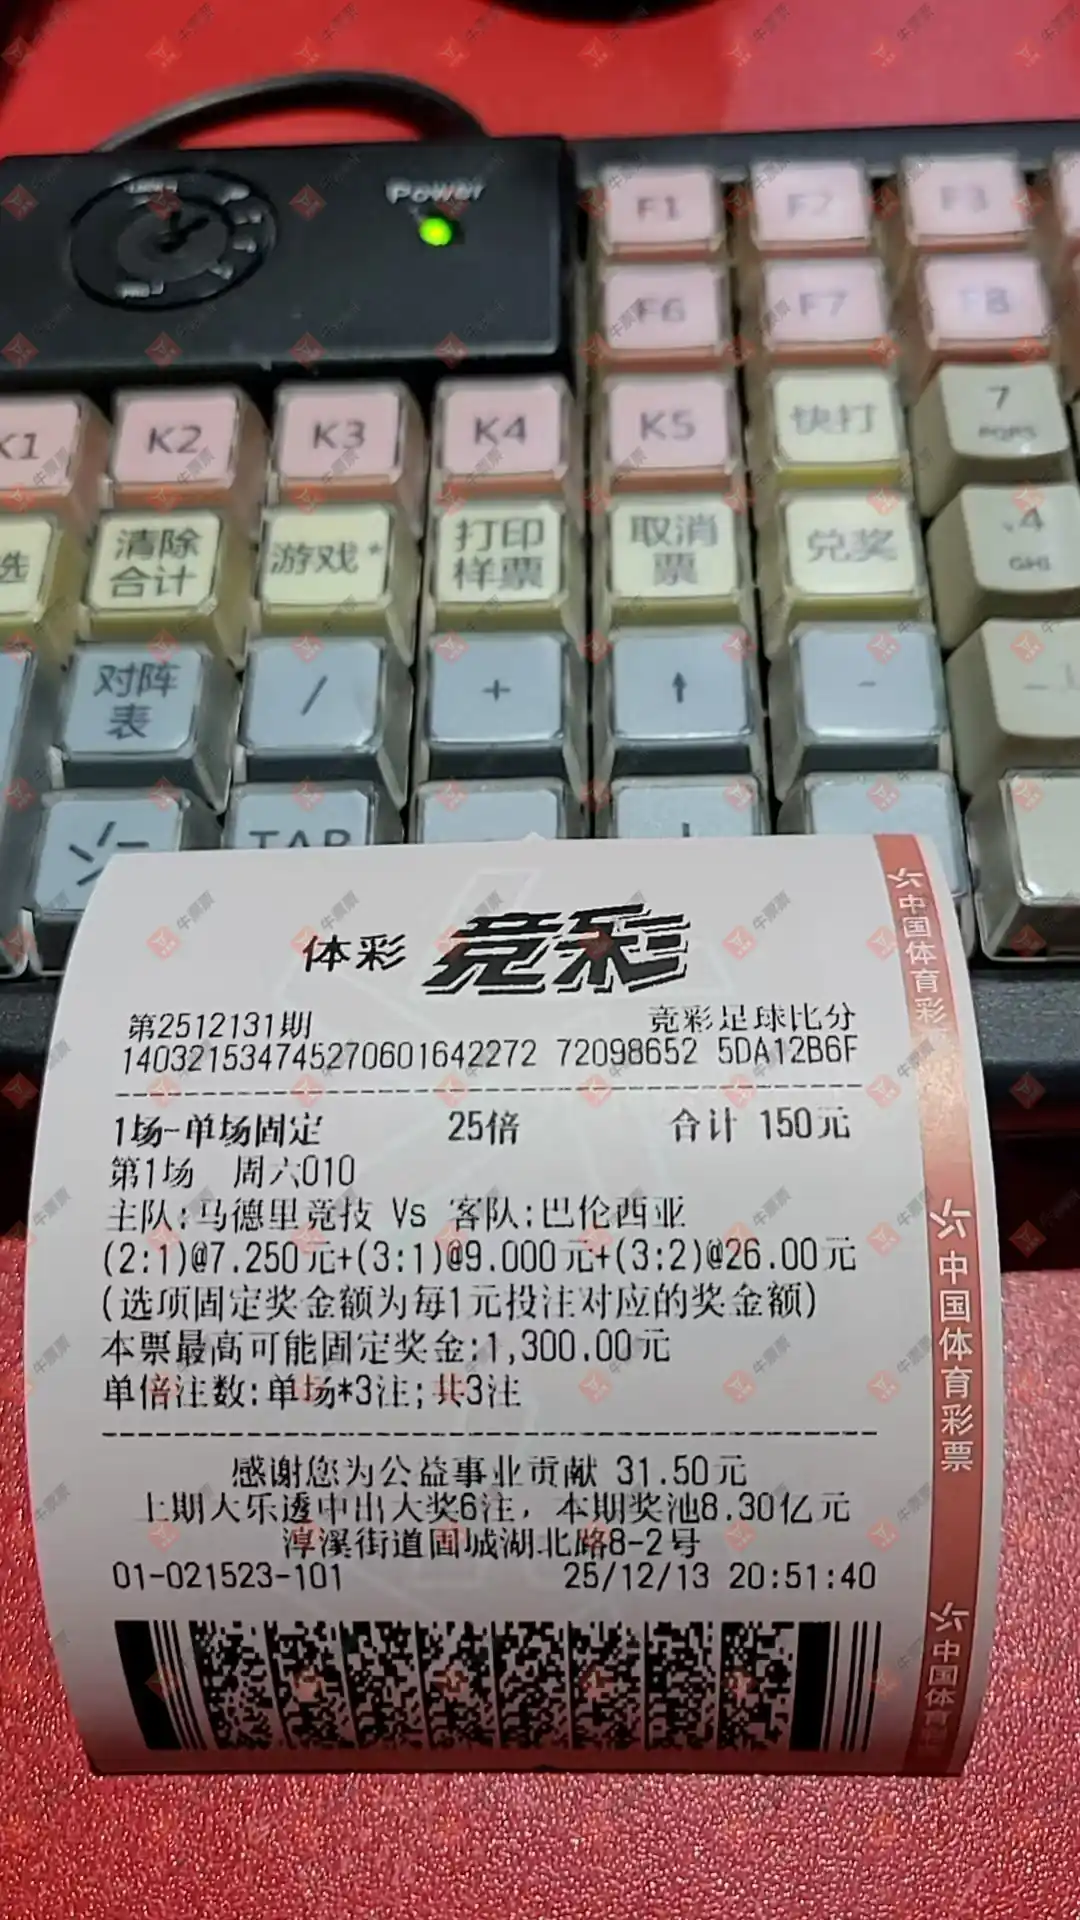 Power
F1 F2 F3
F6 F7 F8
K1 K2 K3 K4 K5 快打 7
PQRS
选 清除合计 游戏* 打印样票 取消票 兑奖 4
GHI
对阵表 / + ↑ -
TAB
体彩 竞彩
第2512131期 竞彩足球比分
140321534745270601642272 72098652 5DA12B6F
1场-单场固定 25倍 合计 150元
第1场 周六010
主队:马德里竞技 Vs 客队:巴伦西亚
(2:1)@7.250元+(3:1)@9.000元+(3:2)@26.00元
(选项固定奖金额为每1元投注对应的奖金额)
本票最高可能固定奖金:1,300.00元
单倍注数:单场*3注;共3注
感谢您为公益事业贡献 31.50元
上期大乐透中出大奖6注，本期奖池8.30亿元
淳溪街道固城湖北路8-2号
01-021523-101 25/12/13 20:51:40
中国体育彩
中国体育彩票
中国体育
牛票票